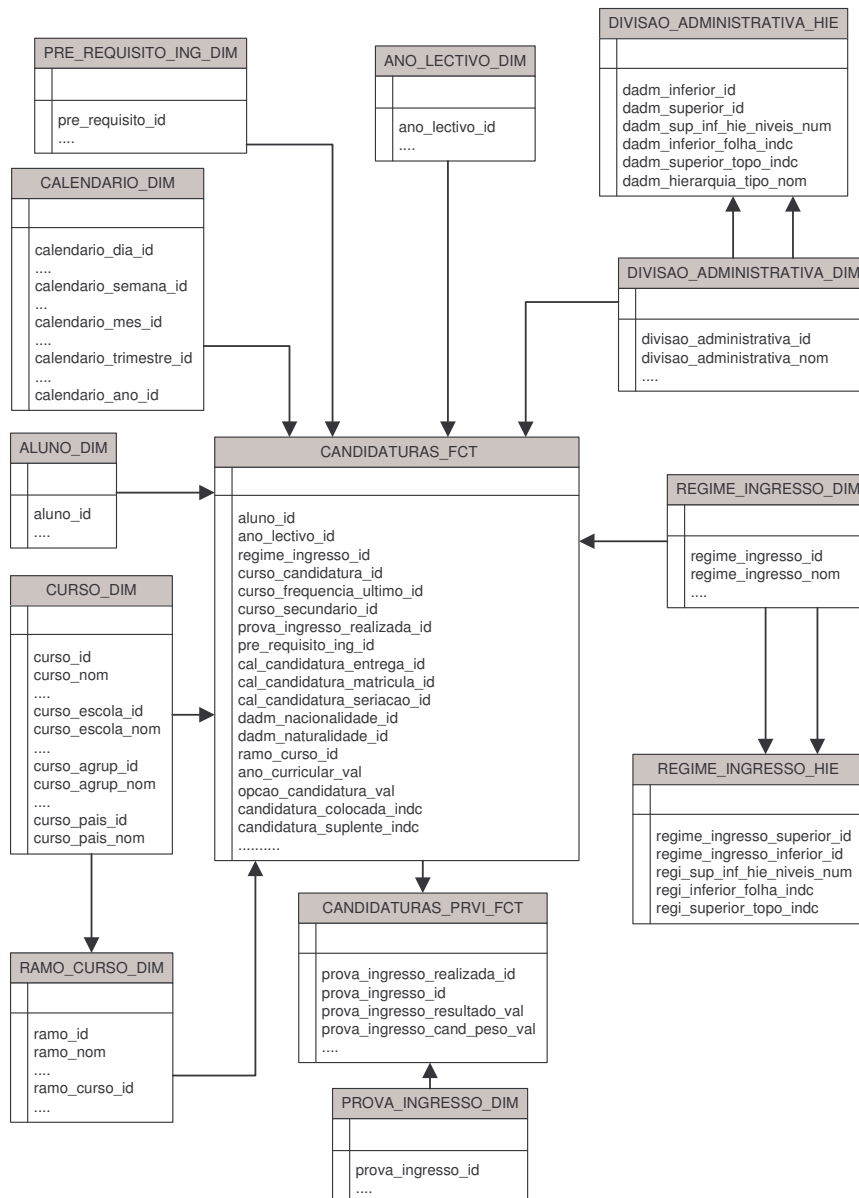 DIVISAO_ADMINISTRATIVA_HIE
dadm_inferior_id
dadm_superior_id
dadm_sup_inf_hie_niveis_num
dadm_inferior_folha_indc
dadm_superior_topo_indc
dadm_hierarquia_tipo_nom
PRE_REQUISITO_ING_DIM
pre_requisito_id
....
ANO_LECTIVO_DIM
ano_lectivo_id
....
CALENDARIO_DIM
calendario_dia_id
....
calendario_semana_id
...
calendario_mes_id
....
calendario_trimestre_id
....
calendario_ano_id
DIVISAO_ADMINISTRATIVA_DIM
divisao_administrativa_id
divisao_administrativa_nom
....
ALUNO_DIM
aluno_id
....
CANDIDATURAS_FCT
aluno_id
ano_lectivo_id
regime_ingresso_id
curso_candidatura_id
curso_frequencia_ultimo_id
curso_secundário_id
prova_ingresso_realizada_id
pre_requisito_ing_id
cal_candidatura_entrega_id
cal_candidatura_matricula_id
cal_candidatura_seriacao_id
dadm_nacionalidade_id
dadm_naturalidade_id
ramo_curso_id
ano_curricular_val
opcao_candidatura_val
candidatura_colocada_indc
candidatura_suplente_indc
..........
REGIME_INGRESSO_DIM
regime_ingresso_id
regime_ingresso_nom
....
CURSO_DIM
curso_id
curso_nom
....
curso_escola_id
curso_escola_nom
....
curso_agrup_id
curso_agrup_nom
....
curso_pais_id
curso_pais_nom
REGIME_INGRESSO_HIE
regime_ingresso_superior_id
regime_ingresso_inferior_id
regi_sup_inf_hie_niveis_num
regi_inferior_folha_indc
regi_superior_topo_indc
CANDIDATURAS_PRVI_FCT
prova_ingresso_realizada_id
prova_ingresso_id
prova_ingresso_resultado_val
prova_ingresso_cand_peso_val
....
RAMO_CURSO_DIM
ramo_id
ramo_nom
....
ramo_curso_id
....
PROVA_INGRESSO_DIM
prova_ingresso_id
....